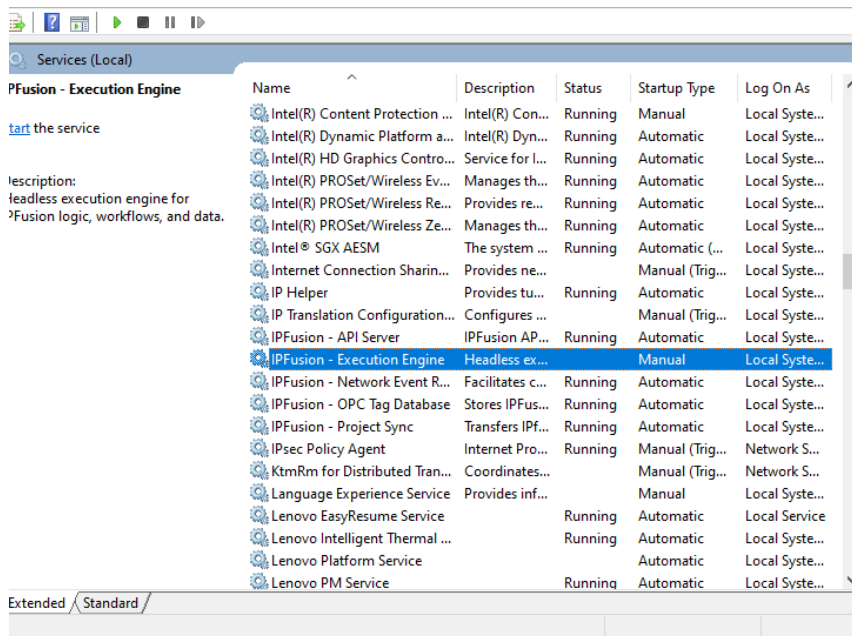 Services (Local)
PFusion - Execution Engine
tart the service
Description:
Headless execution engine for
PFusion logic, workflows, and data.
Name Description Status Startup Type Log On As
Intel(R) Content Protection ... Intel(R) Con... Running Manual Local Syste...
Intel(R) Dynamic Platform a... Intel(R) Dyn... Running Automatic Local Syste...
Intel(R) HD Graphics Contro... Service for I... Running Automatic Local Syste...
Intel(R) PROSet/Wireless Ev... Manages th... Running Automatic Local Syste...
Intel(R) PROSet/Wireless Re... Provides re... Running Automatic Local Syste...
Intel(R) PROSet/Wireless Ze... Manages th... Running Automatic Local Syste...
Intel® SGX AESM The system ... Running Automatic (... Local Syste...
Internet Connection Sharin... Provides ne... Manual (Trig... Local Syste...
IP Helper Provides tu... Running Automatic Local Syste...
IP Translation Configuration... Configures ... Manual (Trig... Local Syste...
IPFusion - API Server IPFusion AP... Running Automatic Local Syste...
IPFusion - Execution Engine Headless ex... Manual Local Syste...
IPFusion - Network Event R... Facilitates c... Running Automatic Local Syste...
IPFusion - OPC Tag Database Stores IPFus... Running Automatic Local Syste...
IPFusion - Project Sync Transfers IPf... Running Automatic Local Syste...
IPsec Policy Agent Internet Pro... Running Manual (Trig... Network S...
KtmRm for Distributed Tran... Coordinates... Manual (Trig... Network S...
Language Experience Service Provides inf... Manual Local Syste...
Lenovo EasyResume Service Running Automatic Local Service
Lenovo Intelligent Thermal ... Running Automatic Local Syste...
Lenovo Platform Service Automatic Local Syste...
Lenovo PM Service Running Automatic Local Syste...
Extended Standard